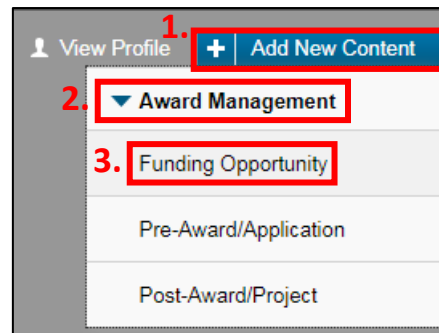 1.
View Profile + Add New Content
2. Award Management
3. Funding Opportunity
Pre-Award/Application
Post-Award/Project